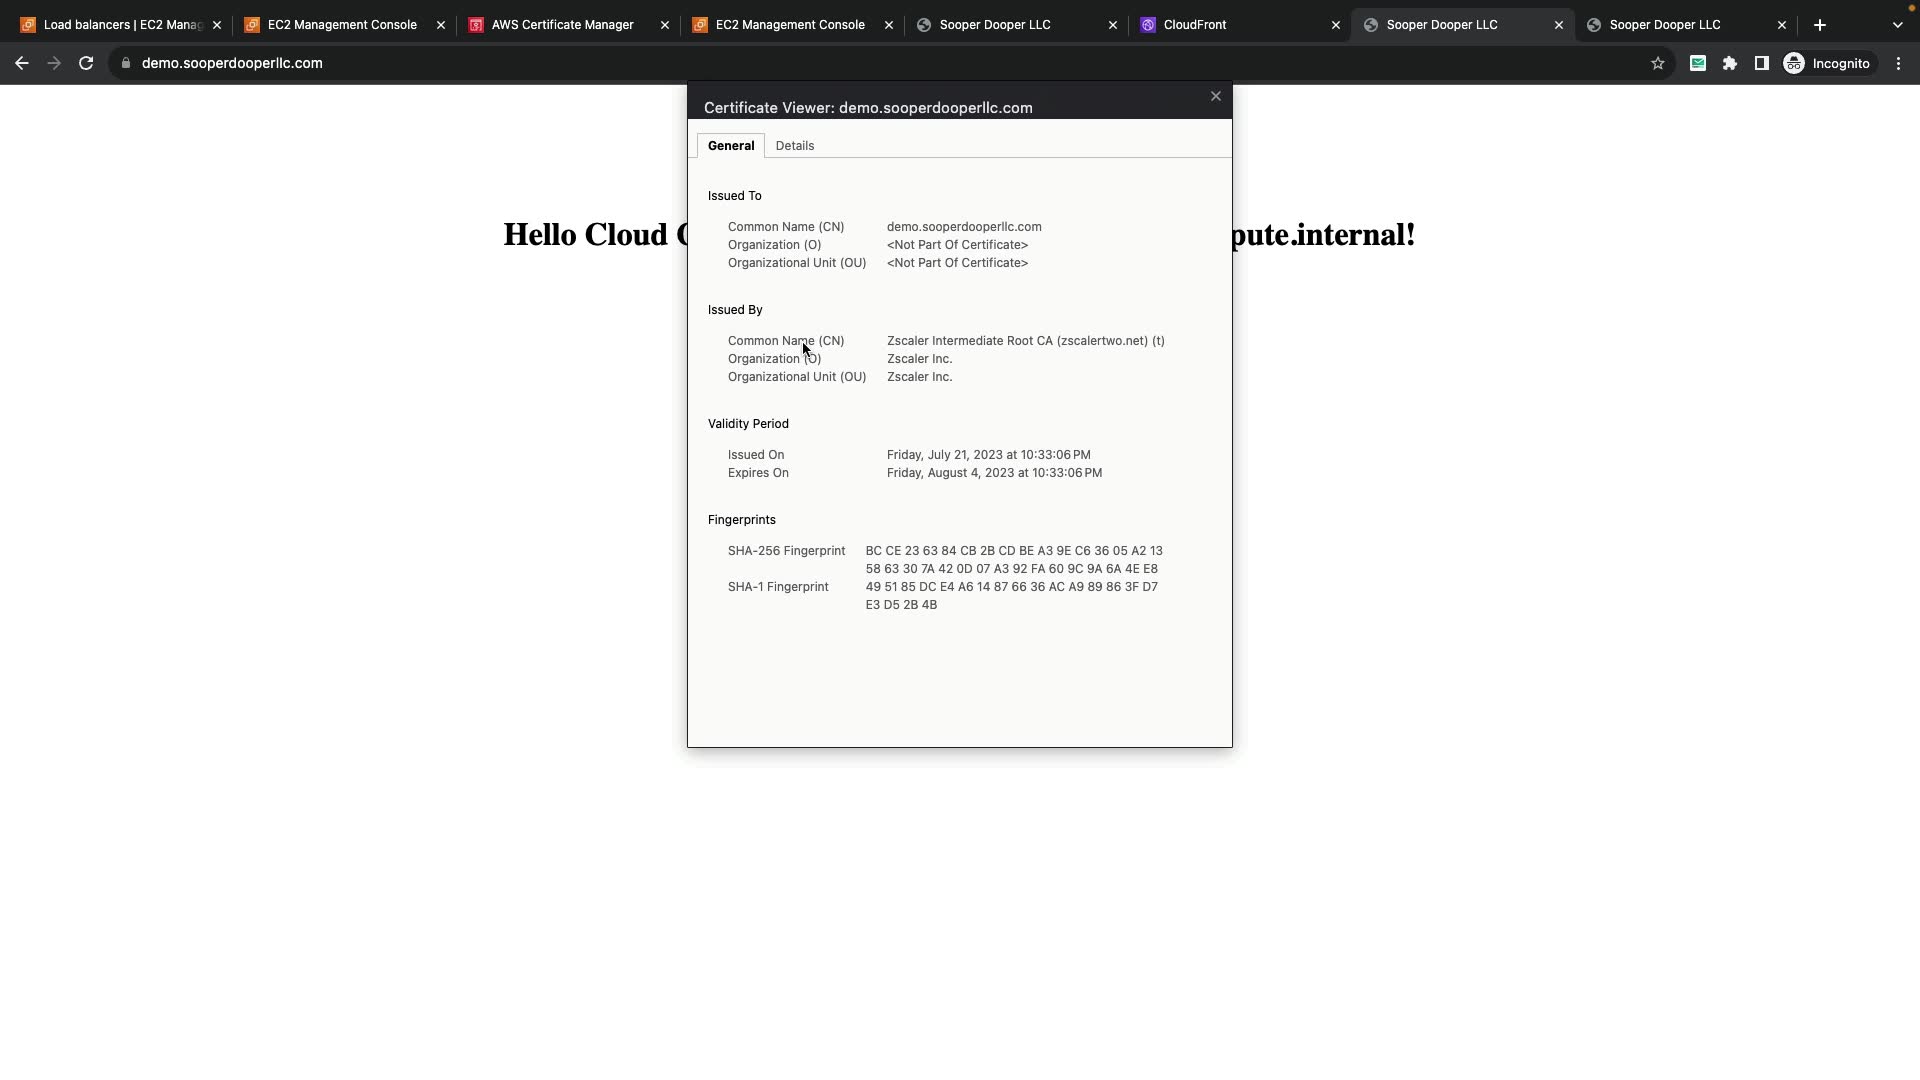 Load balancers | EC2 Manag
EC2 Management Console
AWS Certificate Manager
EC2 Management Console
Sooper Dooper LLC
CloudFront
Sooper Dooper LLC
Sooper Dooper LLC
demo.sooperdooperllc.com
Incognito
Certificate Viewer: demo.sooperdooperllc.com
General Details
Hello Cloud pute.internal!
Issued To
Common Name (CN) demo.sooperdooperllc.com
Organization (O) <Not Part Of Certificate>
Organizational Unit (OU) <Not Part Of Certificate>
Issued By
Common Name (CN) Zscaler Intermediate Root CA (zscalertwo.net) (t)
Organization (O) Zscaler Inc.
Organizational Unit (OU) Zscaler Inc.
Validity Period
Issued On Friday, July 21, 2023 at 10:33:06 PM
Expires On Friday, August 4, 2023 at 10:33:06 PM
Fingerprints
SHA-256 Fingerprint BC CE 23 63 84 CB 2B CD BE A3 9E C6 36 05 A2 13
58 63 30 7A 42 0D 07 A3 92 FA 60 9C 9A 6A 4E E8
SHA-1 Fingerprint 49 51 85 DC E4 A6 14 87 66 36 AC A9 89 86 3F D7
E3 D5 2B 4B